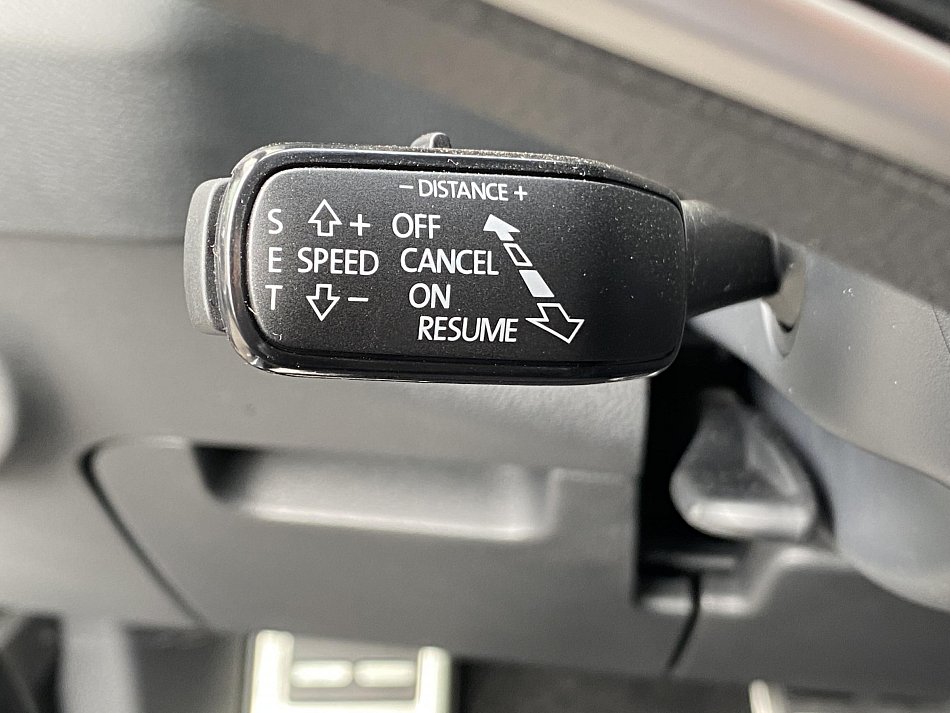 − DISTANCE +
S + OFF
E SPEED CANCEL
T − ON
RESUME